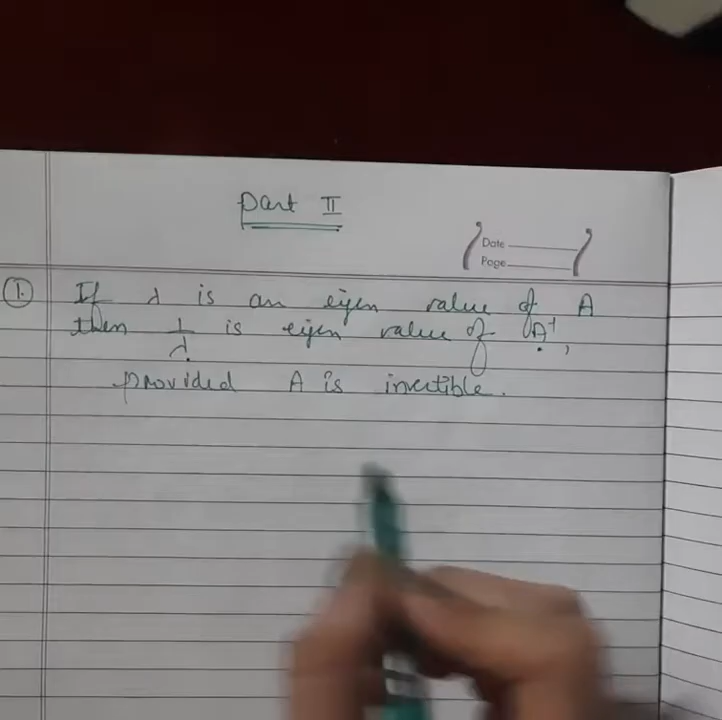 Part II
Date
Page
1. If λ is an eigen value of A
then 1/λ is eigen value of A⁻¹,
provided A is invertible.